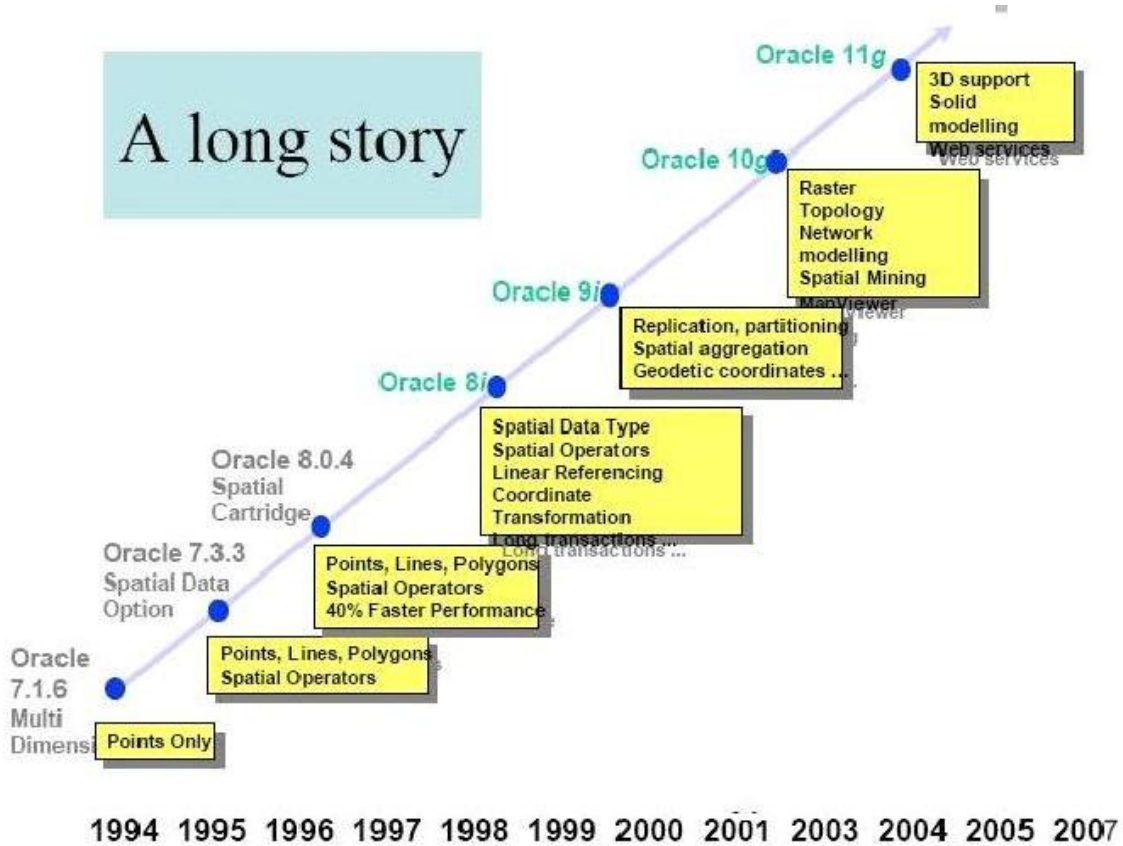 A long story
Oracle 11g
3D support
Solid
modelling
Web services
Oracle 10g
Raster
Topology
Network
modelling
Spatial Mining
MapViewer
Oracle 9i
Replication, partitioning
Spatial aggregation
Geodetic coordinates ...
Oracle 8i
Spatial Data Type
Spatial Operators
Linear Referencing
Coordinate
Transformation
Long transactions ...
Oracle 8.0.4
Spatial
Cartridge
Points, Lines, Polygons
Spatial Operators
40% Faster Performance
Oracle 7.3.3
Spatial Data
Option
Points, Lines, Polygons
Spatial Operators
Oracle
7.1.6
Multi
Dimensi
Points Only
1994 1995 1996 1997 1998 1999 2000 2001 2003 2004 2005 2007